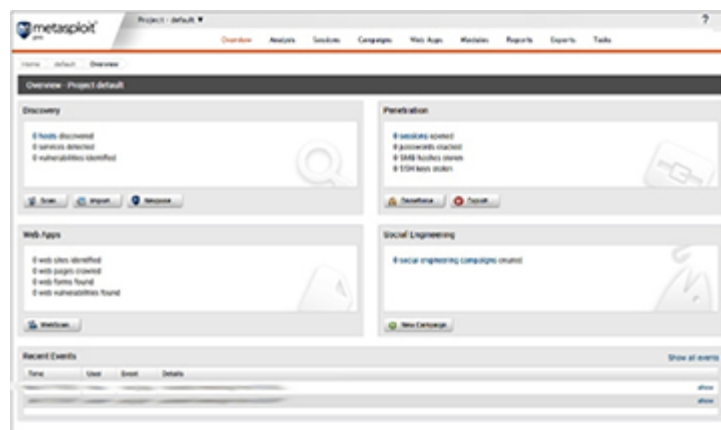 metasploit
Project - default ▼
?
Overview Analysis Sessions Campaigns Web Apps Modules Reports Exports Tasks
Home default Overview
Overview - Project default
Discovery
0 hosts discovered
0 services detected
0 vulnerabilities identified
Scan... Import... Nexpose...
Penetration
0 sessions opened
0 passwords cracked
0 SMB hashes stolen
0 SSH keys stolen
Bruteforce... Exploit...
Web Apps
0 web sites identified
0 web pages crawled
0 web forms found
0 web vulnerabilities found
WebScan...
Social Engineering
0 social engineering campaigns created
New Campaign...
Recent Events
Show all events
Time User Event Details
show
show